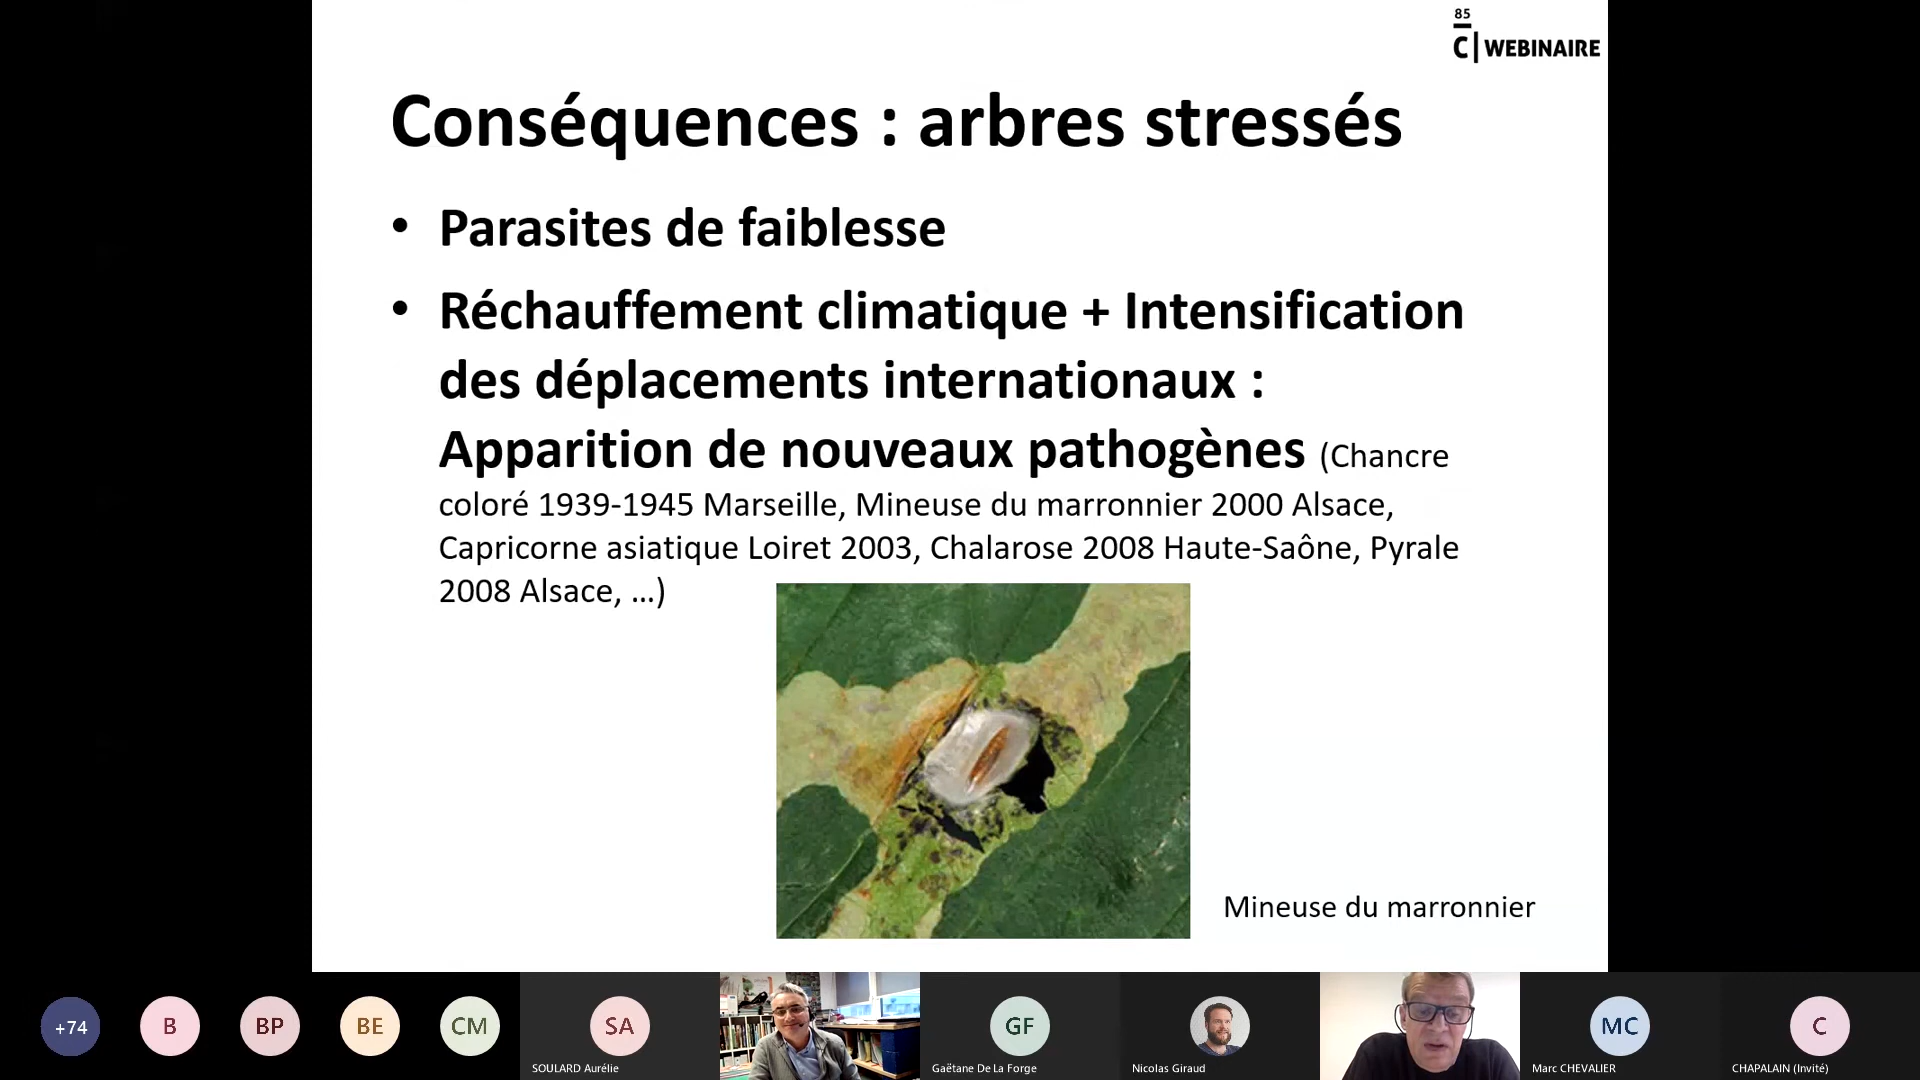 85
C| WEBINAIRE
Conséquences : arbres stressés
• Parasites de faiblesse
• Réchauffement climatique + Intensification
des déplacements internationaux :
Apparition de nouveaux pathogènes (Chancre
coloré 1939-1945 Marseille, Mineuse du marronnier 2000 Alsace,
Capricorne asiatique Loiret 2003, Chalarose 2008 Haute-Saône, Pyrale
2008 Alsace, ...)
Mineuse du marronnier
+74
B
BP
BE
CM
SA
GF
MC
C
SOULARD Aurélie
Gaëtane De La Forge
Nicolas Giraud
Marc CHEVALIER
CHAPALAIN (Invité)